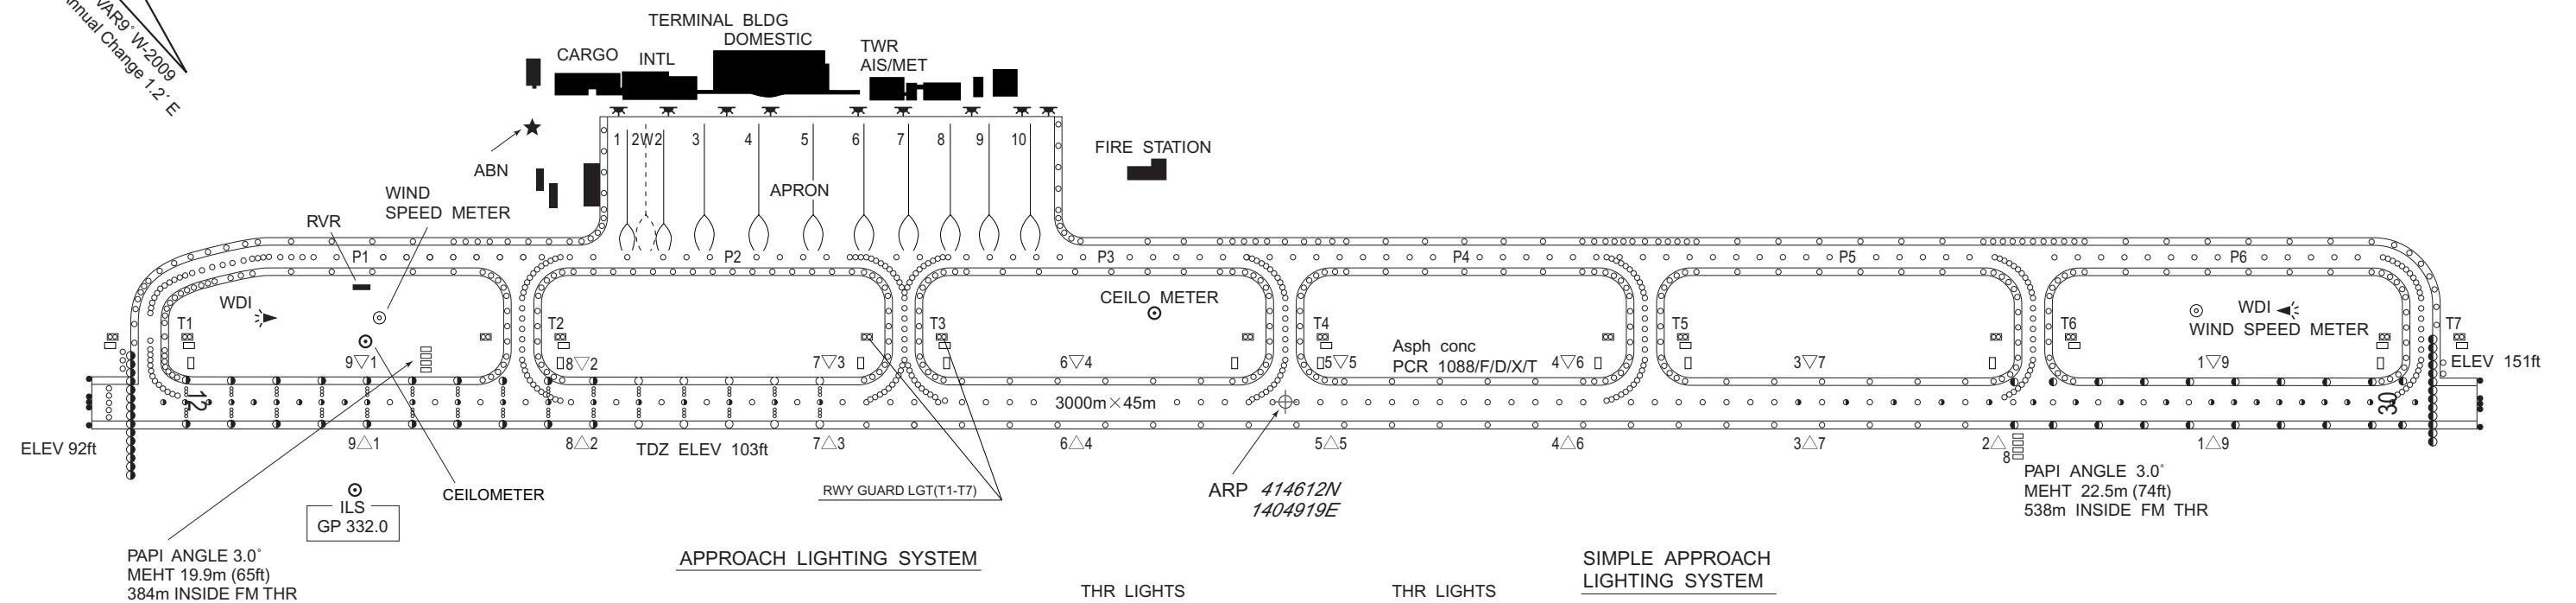 VAR9° W-2009
Annual Change 1.2´ E
TERMINAL BLDG
DOMESTIC
CARGO
INTL
TWR
AIS/MET
1
2W2
3
4
5
6
7
8
9
10
ABN
FIRE STATION
APRON
WIND
SPEED METER
RVR
P1
P2
P3
P4
P5
P6
WDI
CEILO METER
WDI
WIND SPEED METER
T1
T2
T3
T4
T5
T6
T7
9▽1
8▽2
7▽3
6▽4
5▽5
Asph conc
PCR 1088/F/D/X/T
4▽6
3▽7
1▽9
ELEV 151ft
12
3000m×45m
30
ELEV 92ft
9△1
8△2
TDZ ELEV 103ft
7△3
6△4
5△5
4△6
3△7
2△
8
1△9
PAPI ANGLE 3.0°
MEHT 22.5m (74ft)
538m INSIDE FM THR
CEILOMETER
RWY GUARD LGT(T1-T7)
ARP 414612N
1404919E
ILS
GP 332.0
PAPI ANGLE 3.0°
MEHT 19.9m (65ft)
384m INSIDE FM THR
APPROACH LIGHTING SYSTEM
SIMPLE APPROACH
LIGHTING SYSTEM
THR LIGHTS
THR LIGHTS